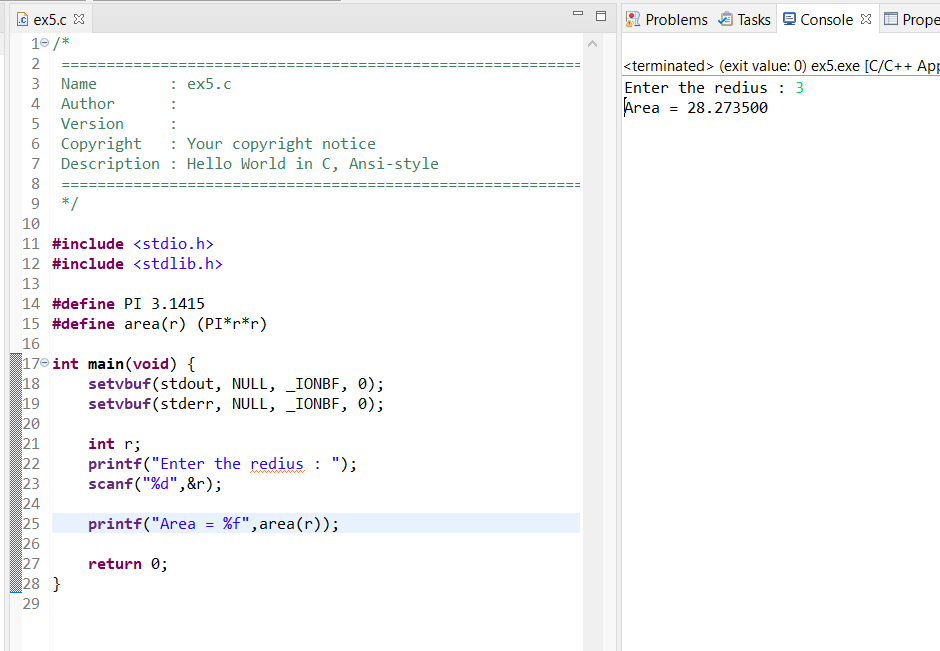 ex5.c
1 /*
2 ==========================================================
3 Name        : ex5.c
4 Author      :
5 Version     :
6 Copyright   : Your copyright notice
7 Description : Hello World in C, Ansi-style
8 ==========================================================
9 */
10
11 #include <stdio.h>
12 #include <stdlib.h>
13
14 #define PI 3.1415
15 #define area(r) (PI*r*r)
16
17 int main(void) {
18     setvbuf(stdout, NULL, _IONBF, 0);
19     setvbuf(stderr, NULL, _IONBF, 0);
20
21     int r;
22     printf("Enter the redius : ");
23     scanf("%d",&r);
24
25     printf("Area = %f",area(r));
26
27     return 0;
28 }
29
Problems Tasks Console Prope
<terminated> (exit value: 0) ex5.exe [C/C++ App
Enter the redius : 3
Area = 28.273500